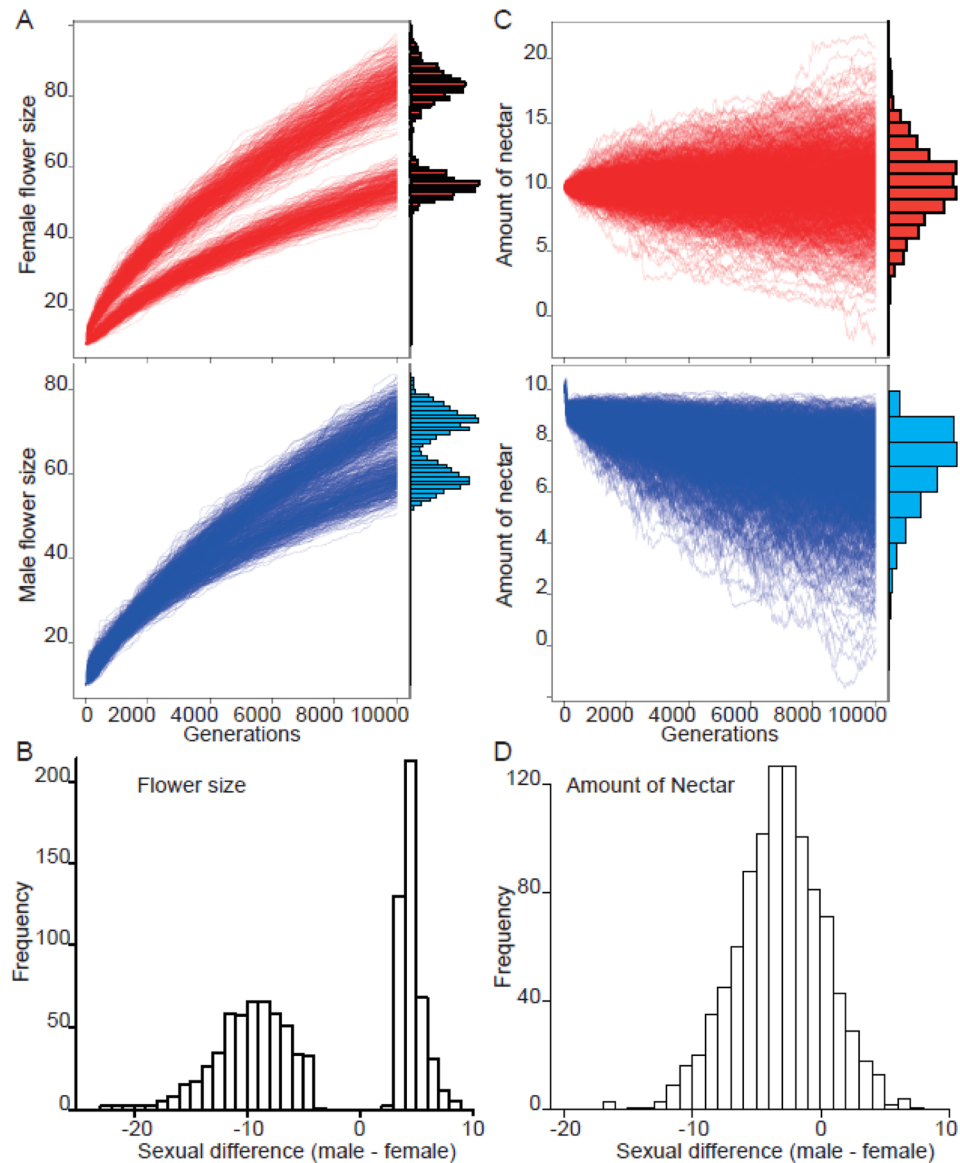 A
Female flower size
80
60
40
20
Male flower size
80
60
40
20
0 2000 4000 6000 8000 10000
Generations
C
Amount of nectar
20
15
10
5
0
Amount of nectar
10
8
6
4
2
0
0 2000 4000 6000 8000 10000
Generations
B
Flower size
Frequency
200
150
100
50
0
-20 -10 0 10
Sexual difference (male - female)
D
Amount of Nectar
Frequency
120
80
40
0
-20 -10 0 10
Sexual difference (male - female)